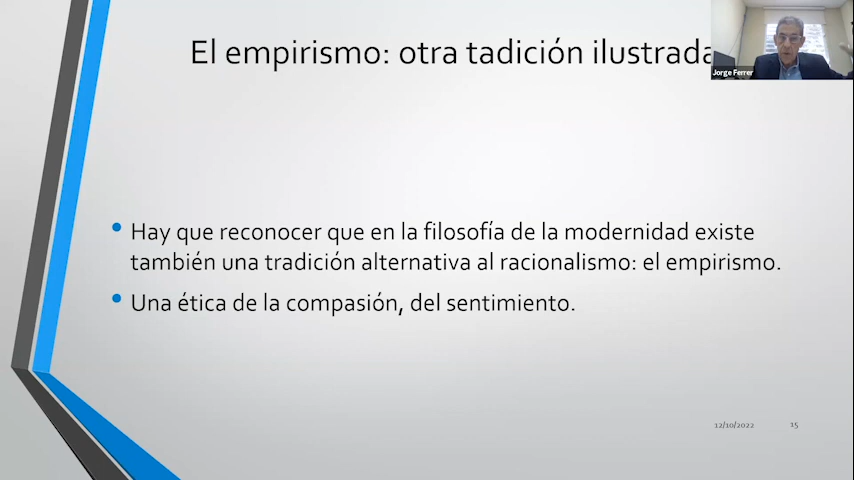 El empirismo: otra tadición ilustrada
Jorge Ferrer
Hay que reconocer que en la filosofía de la modernidad existe
también una tradición alternativa al racionalismo: el empirismo.
Una ética de la compasión, del sentimiento.
12/10/2022
15